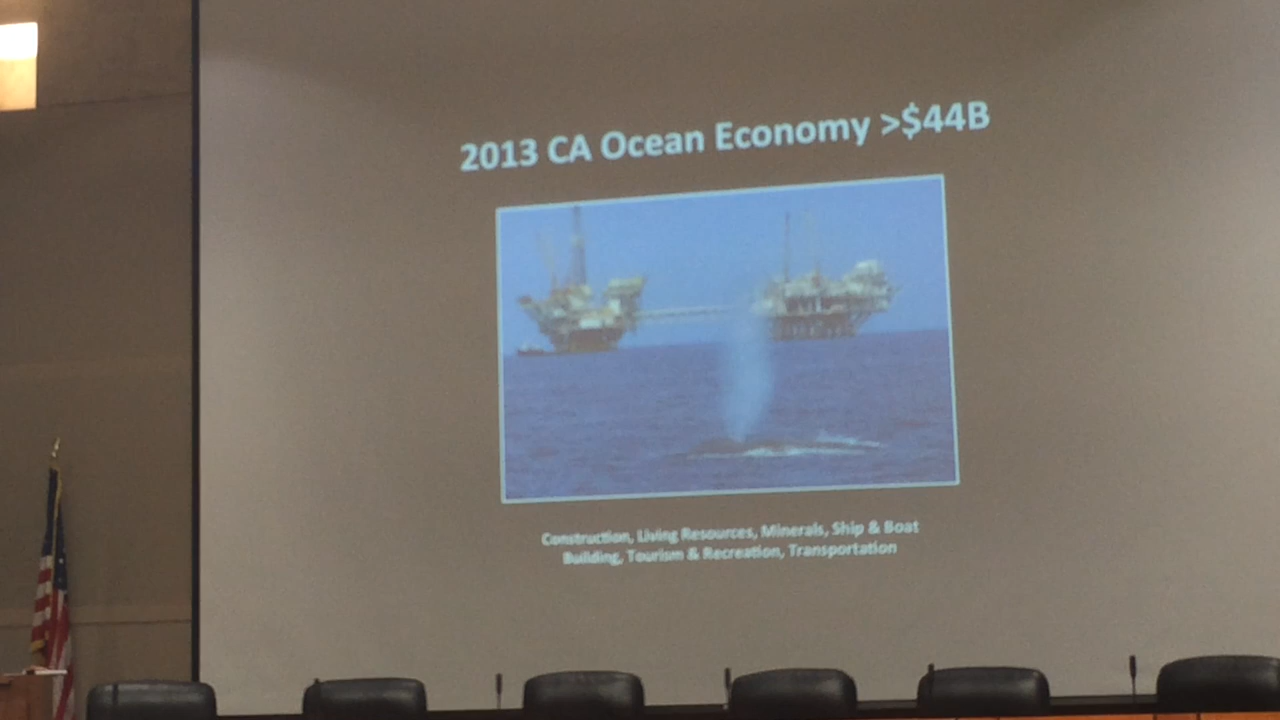 2013 CA Ocean Economy >$44B
Construction, Living Resources, Minerals, Ship & Boat
Building, Tourism & Recreation, Transportation